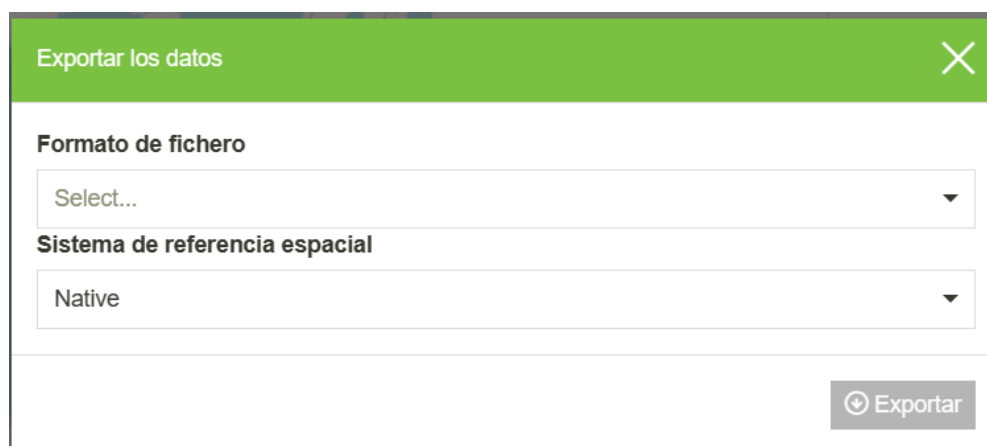 Exportar los datos
Formato de fichero
Select...
Sistema de referencia espacial
Native
Exportar